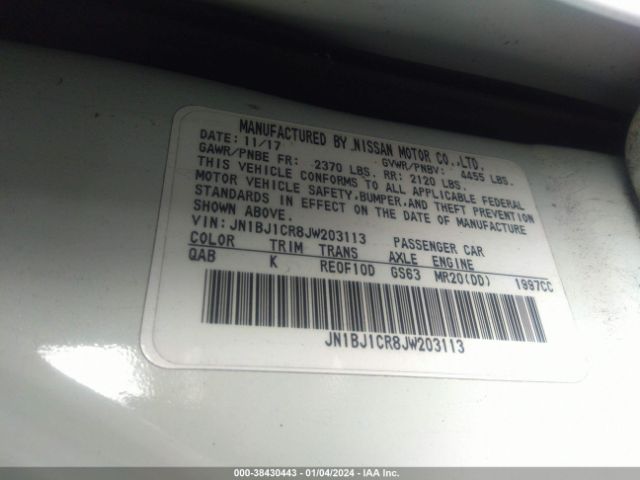 MANUFACTURED BY NISSAN MOTOR CO.,LTD.
DATE: 11/17 GVWR/PNBV: 4455 LBS.
GAWR/PNBE FR: 2370 LBS. RR: 2120 LBS.
THIS VEHICLE CONFORMS TO ALL APPLICABLE FEDERAL
MOTOR VEHICLE SAFETY,BUMPER,AND THEFT PREVENTION
STANDARDS IN EFFECT ON THE DATE OF MANUFACTURE
SHOWN ABOVE.
VIN: JN1BJ1CR8JW203113 PASSENGER CAR
COLOR TRIM TRANS AXLE ENGINE
QAB K RE0F10D GS63 MR20(DD) 1997CC
JN1BJ1CR8JW203113
000-38430443 - 01/04/2024 - IAA Inc.